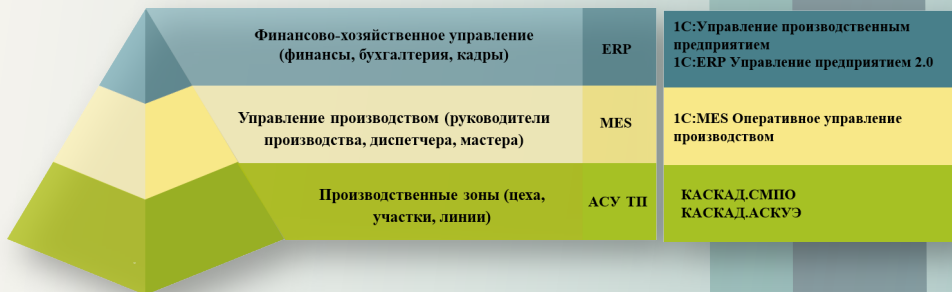 Финансово-хозяйственное управление
(финансы, бухгалтерия, кадры)
ERP
1С:Управление производственным
предприятием
1С:ERP Управление предприятием 2.0
Управление производством (руководители
производства, диспетчера, мастера)
MES
1С:MES Оперативное управление
производством
Производственные зоны (цеха,
участки, линии)
АСУ ТП
КАСКАД.СМПО
КАСКАД.АСКУЭ